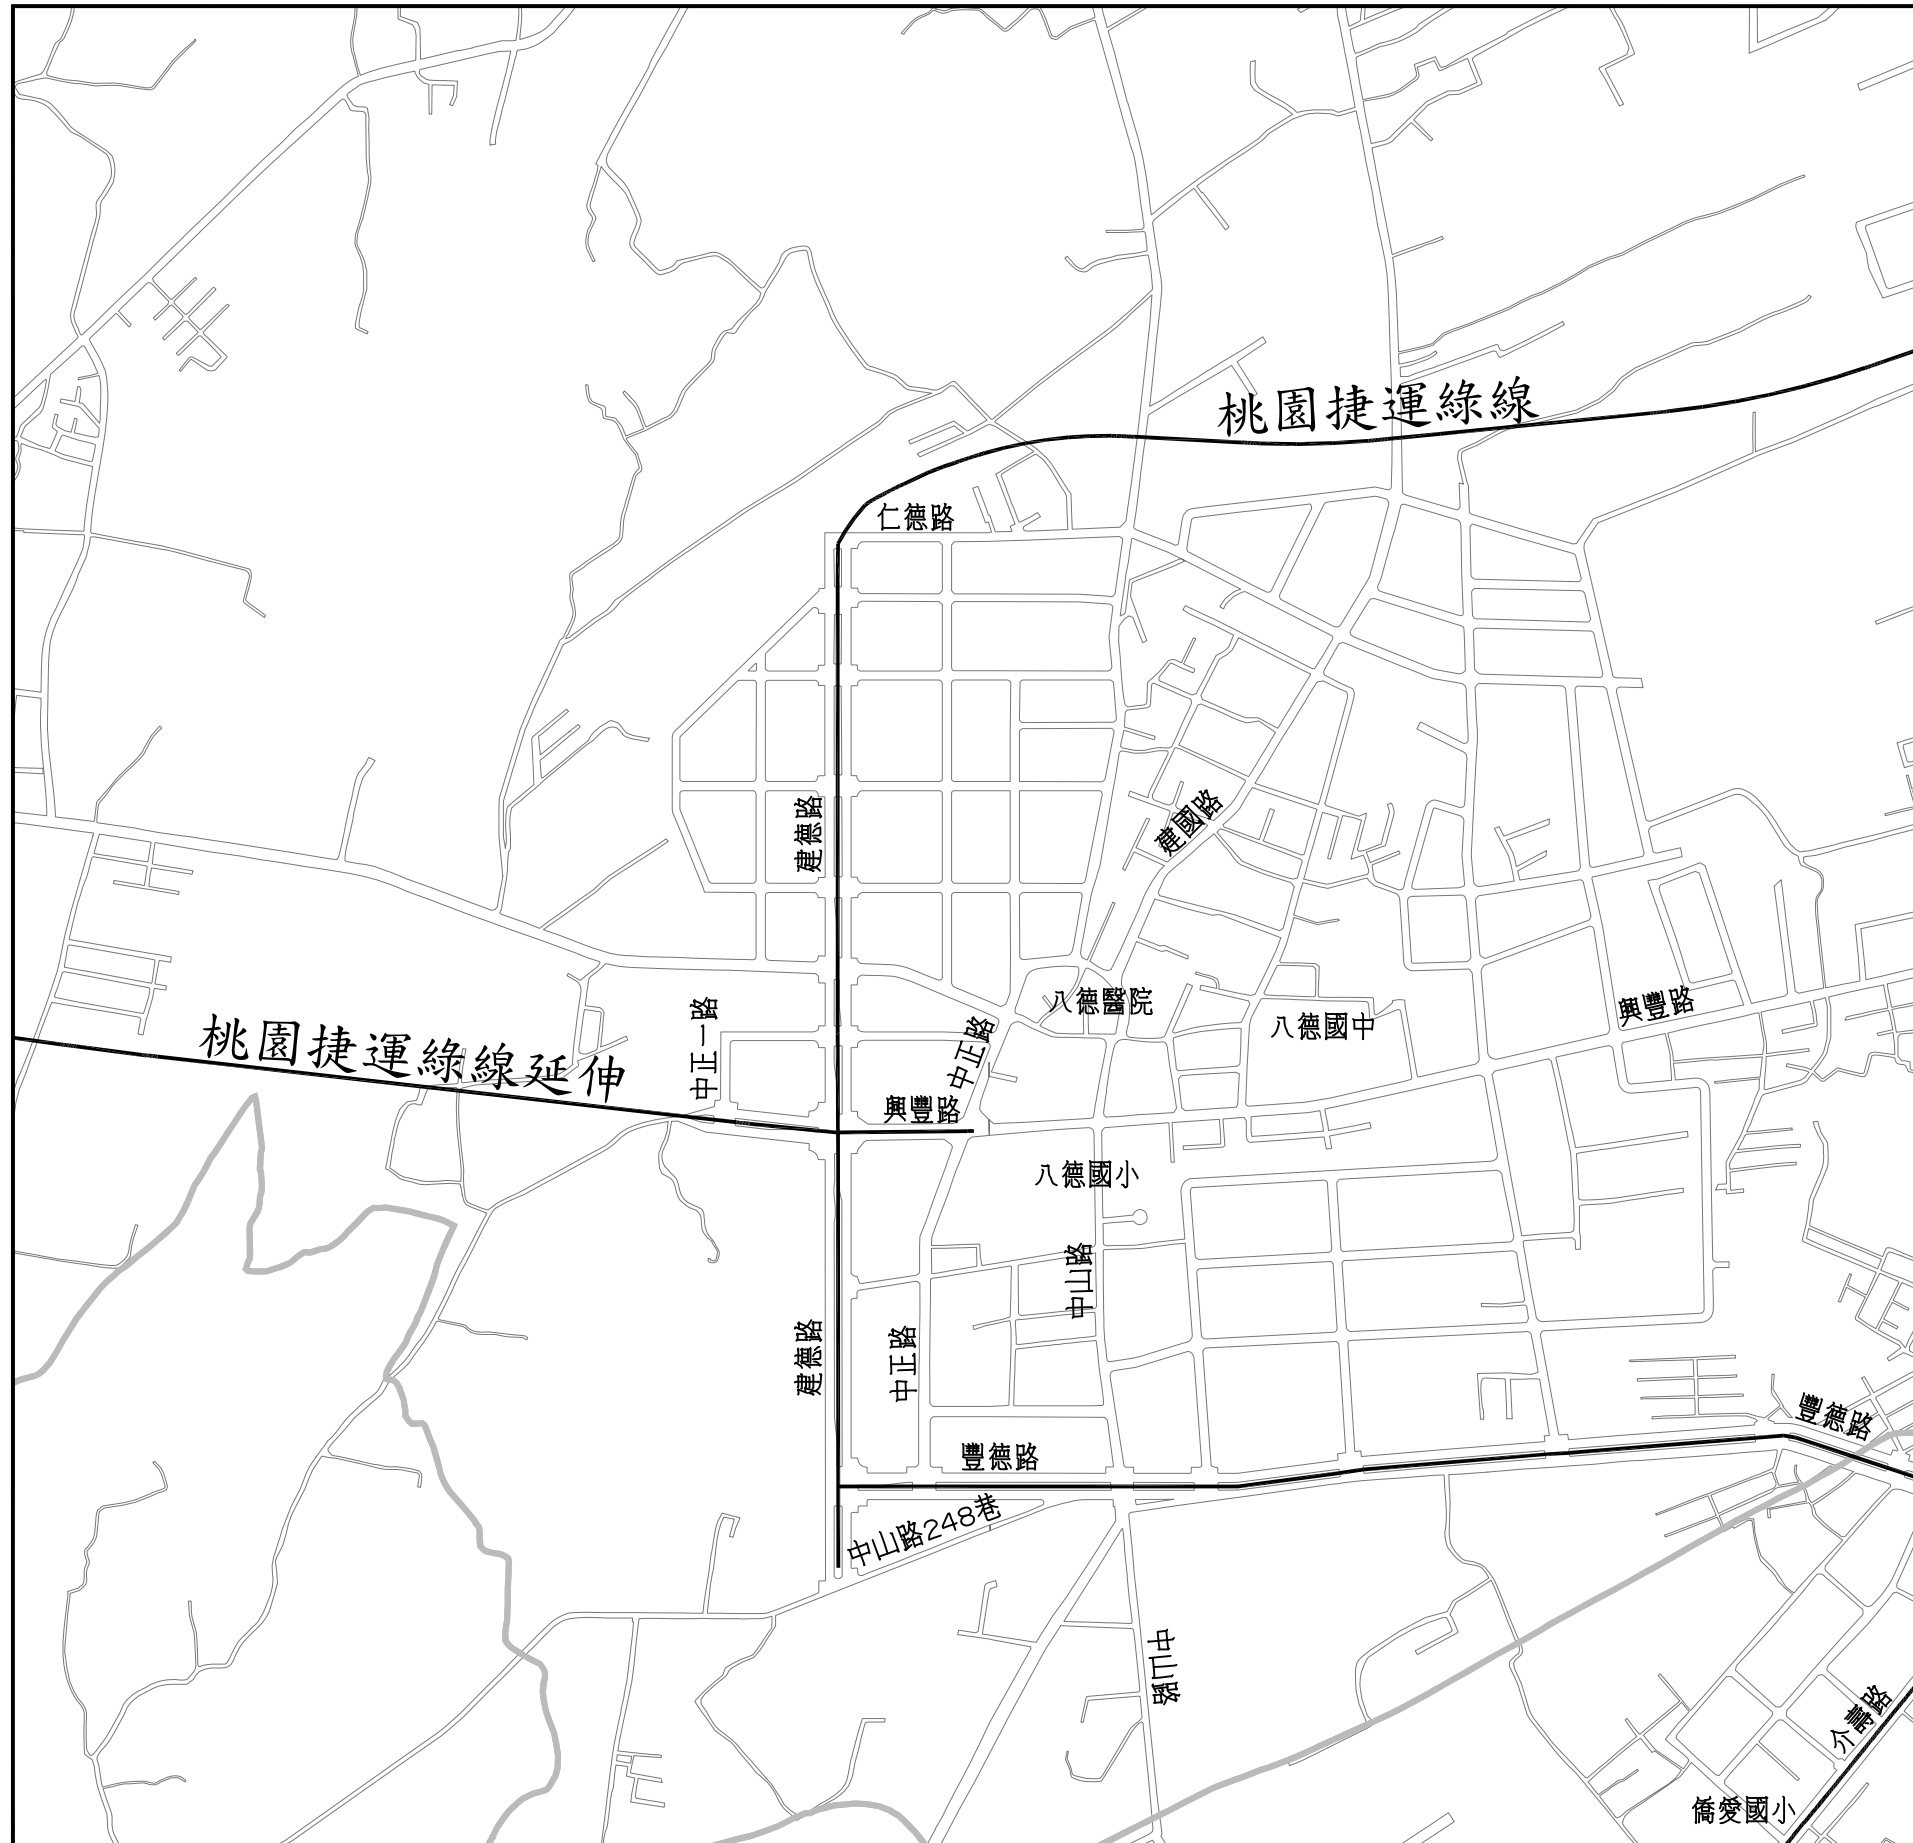 桃園捷運綠線
仁德路
建德路
建國路
八德醫院
中正一路
中正路
八德國中
興豐路
桃園捷運綠線延伸
興豐路
八德國小
中山路
建德路
中正路
豐德路
豐德路
中山路248巷
中山路
介壽路
僑愛國小